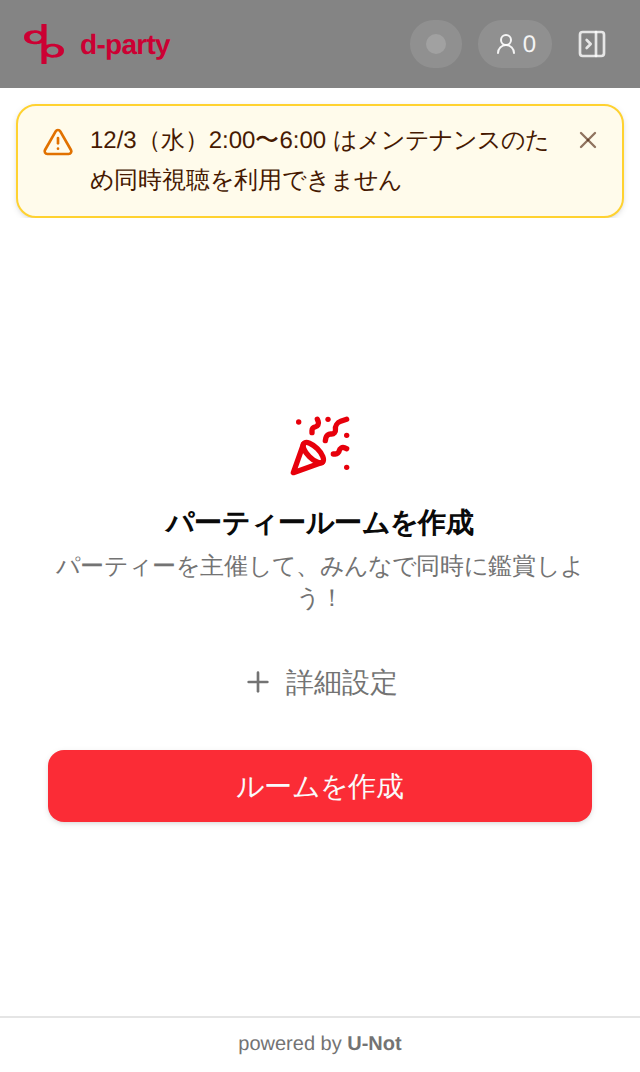 d-party
0
12/3（水）2:00〜6:00 はメンテナンスのた
め同時視聴を利用できません
パーティールームを作成
パーティーを主催して、みんなで同時に鑑賞しよ
う！
詳細設定
ルームを作成
powered by U-Not